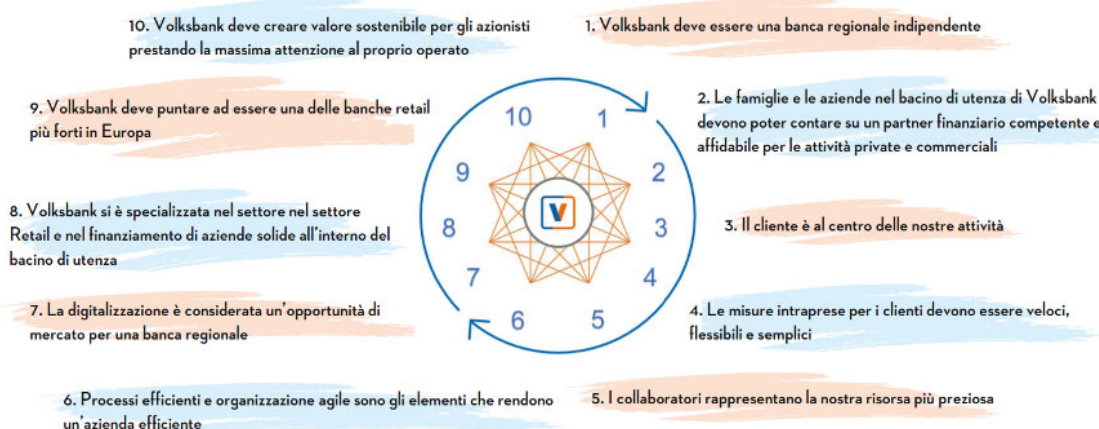 1. Volksbank deve essere una banca regionale indipendente
2. Le famiglie e le aziende nel bacino di utenza di Volksbank
devono poter contare su un partner finanziario competente e
affidabile per le attività private e commerciali
3. Il cliente è al centro delle nostre attività
4. Le misure intraprese per i clienti devono essere veloci,
flessibili e semplici
5. I collaboratori rappresentano la nostra risorsa più preziosa
6. Processi efficienti e organizzazione agile sono gli elementi che rendono
un'azienda efficiente
7. La digitalizzazione è considerata un'opportunità di
mercato per una banca regionale
8. Volksbank si è specializzata nel settore nel settore
Retail e nel finanziamento di aziende solide all'interno del
bacino di utenza
9. Volksbank deve puntare ad essere una delle banche retail
più forti in Europa
10. Volksbank deve creare valore sostenibile per gli azionisti
prestando la massima attenzione al proprio operato
1
2
3
4
5
6
7
8
9
10
V